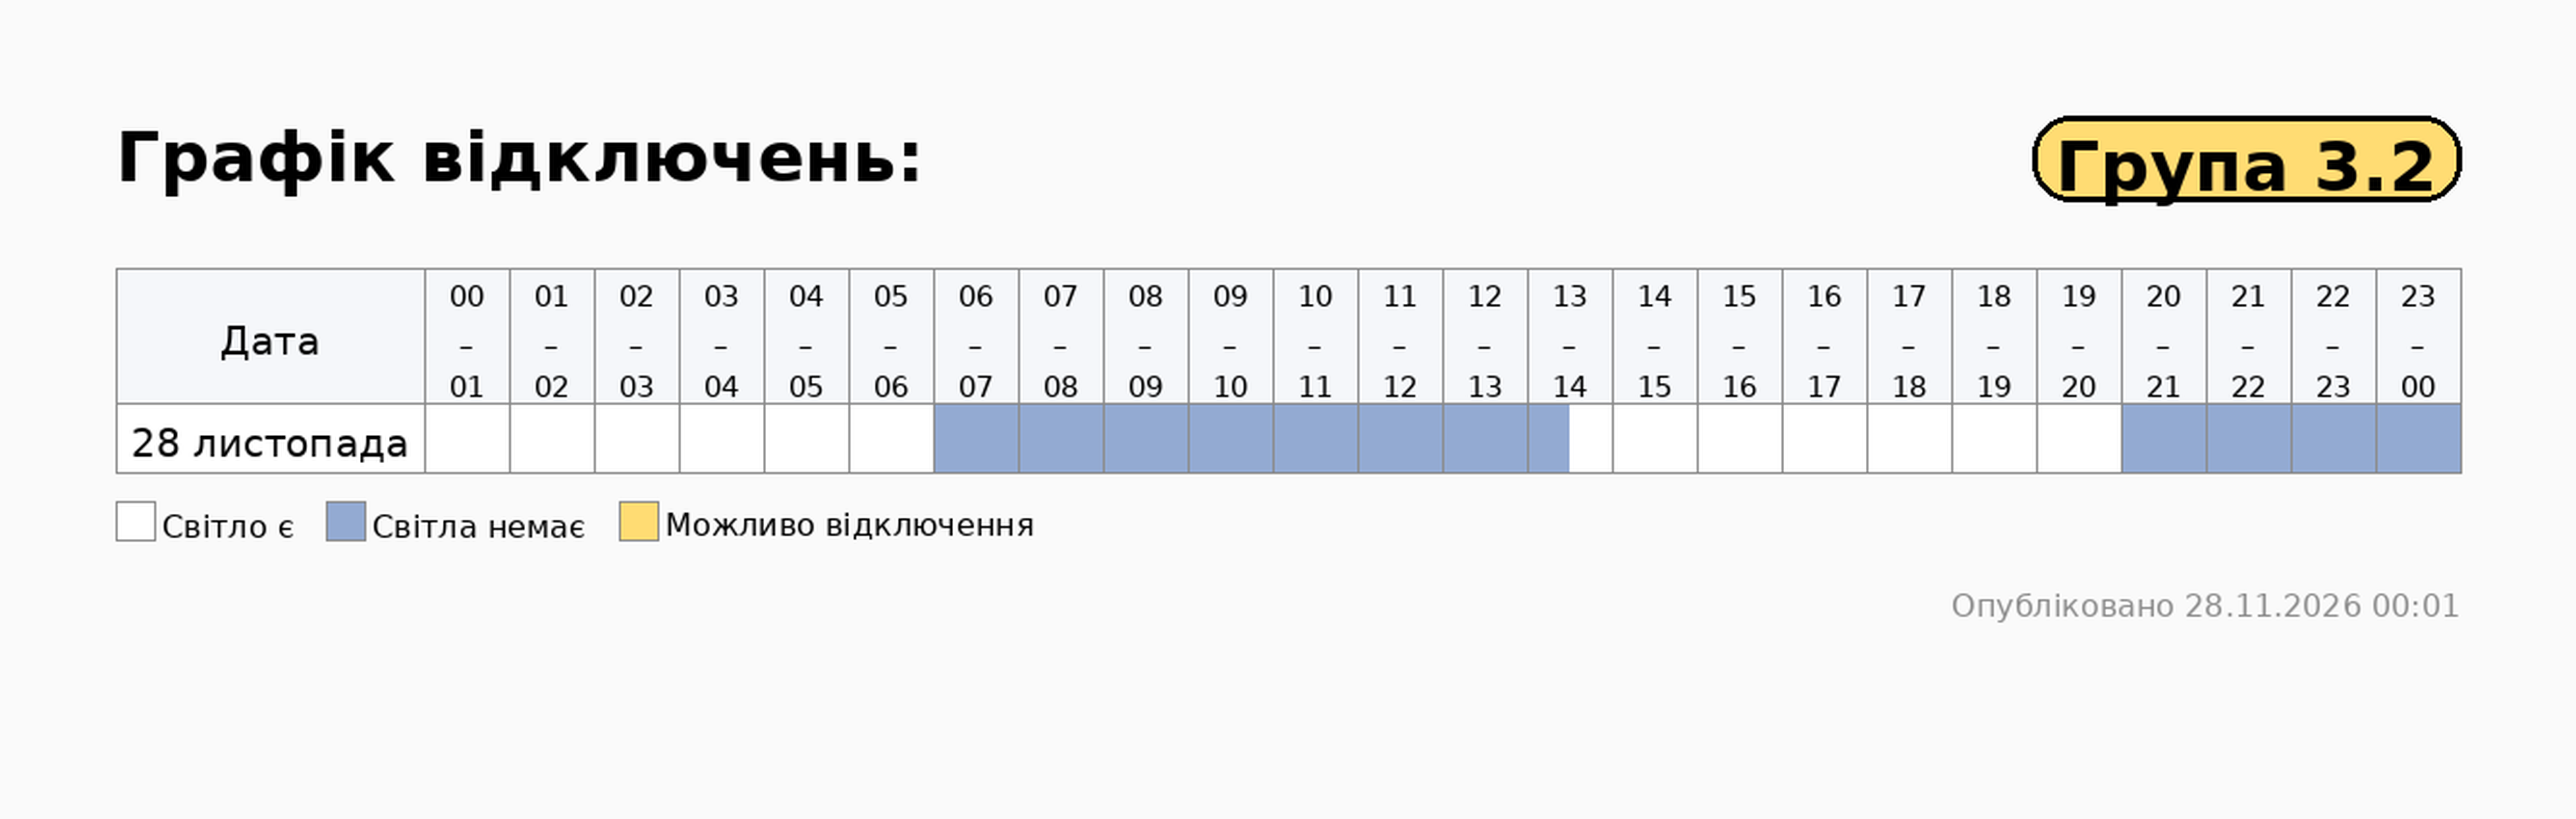 Графік відключень:
Група 3.2
Дата
00 – 01
01 – 02
02 – 03
03 – 04
04 – 05
05 – 06
06 – 07
07 – 08
08 – 09
09 – 10
10 – 11
11 – 12
12 – 13
13 – 14
14 – 15
15 – 16
16 – 17
17 – 18
18 – 19
19 – 20
20 – 21
21 – 22
22 – 23
23 – 00
28 листопада
Світло є
Світла немає
Можливо відключення
Опубліковано 28.11.2026 00:01